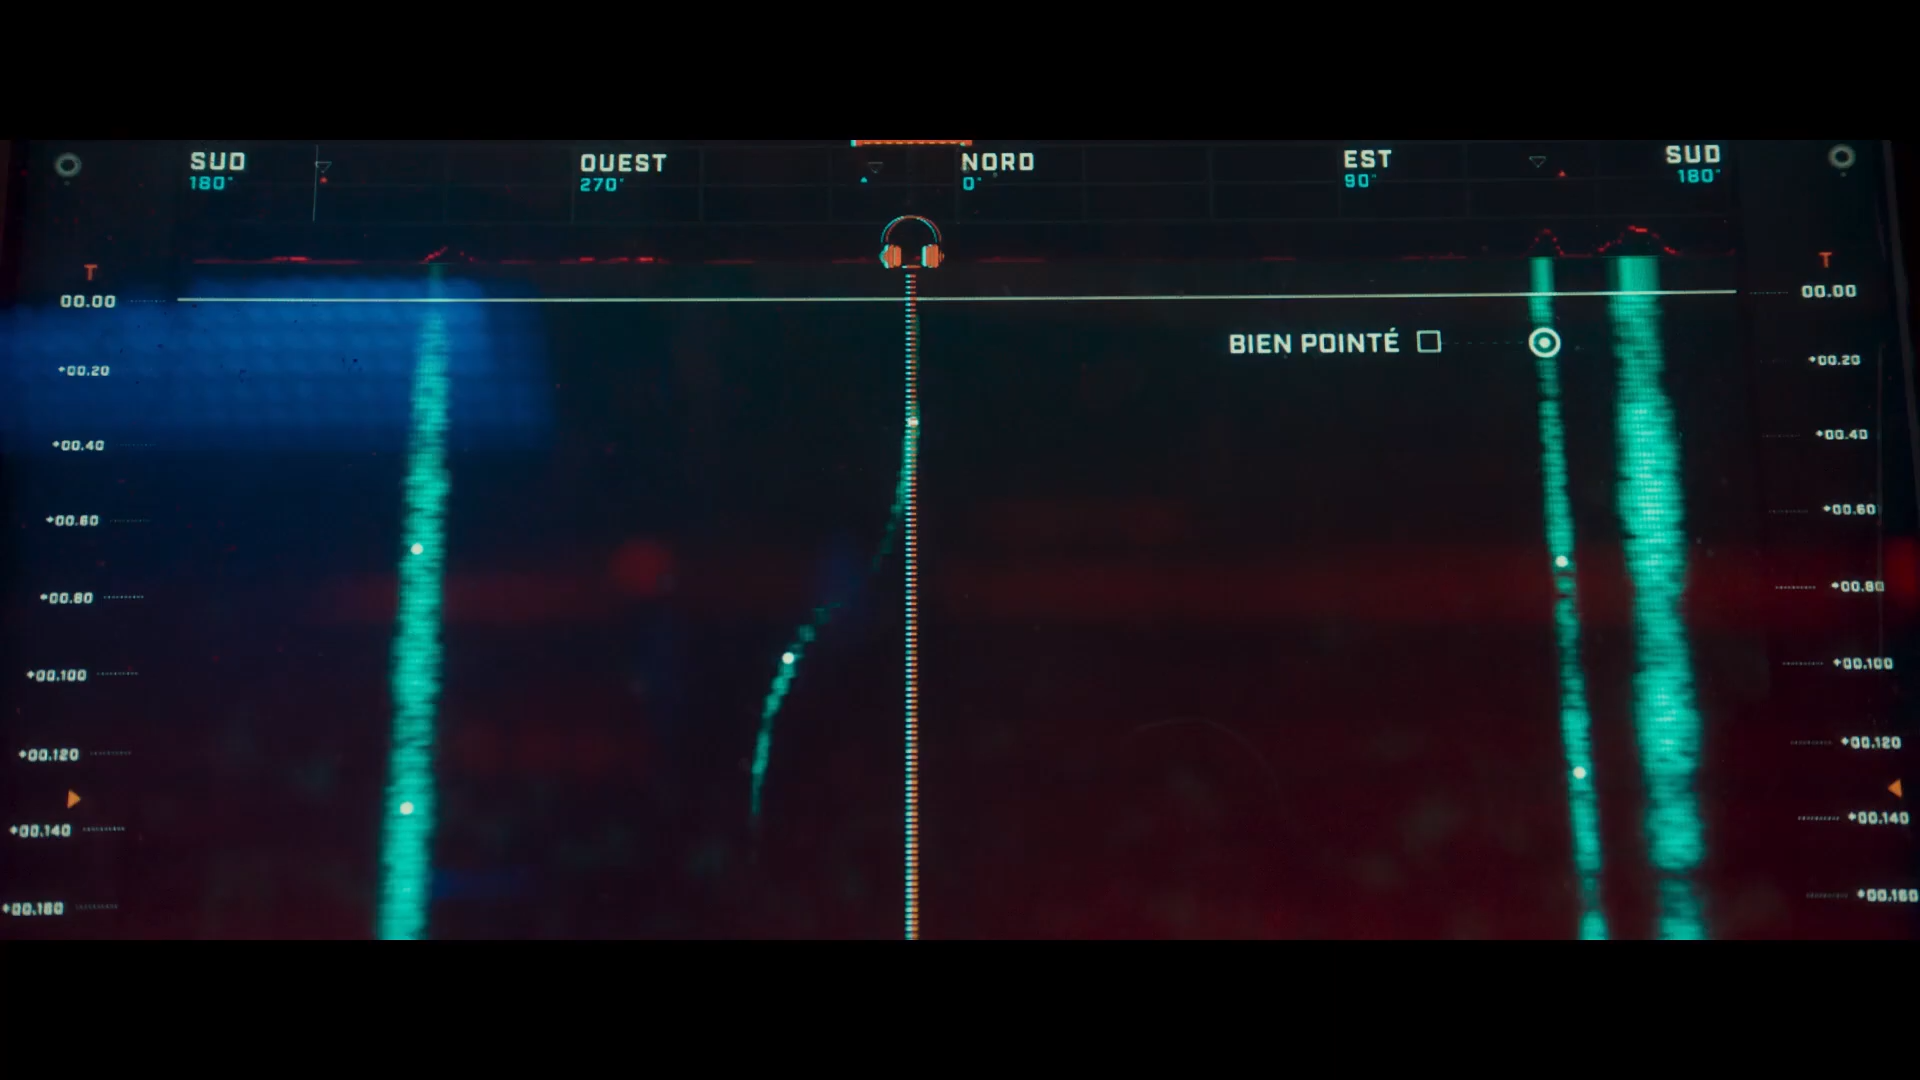 SUD OUEST NORD EST SUD
180° 270° 0° 90° 180°
T T
00.00 00.00
BIEN POINTÉ
+00.20 +00.20
+00.40 +00.40
+00.60 +00.60
+00.80 +00.80
+00.100 +00.100
+00.120 +00.120
+00.140 +00.140
+00.160 +00.160